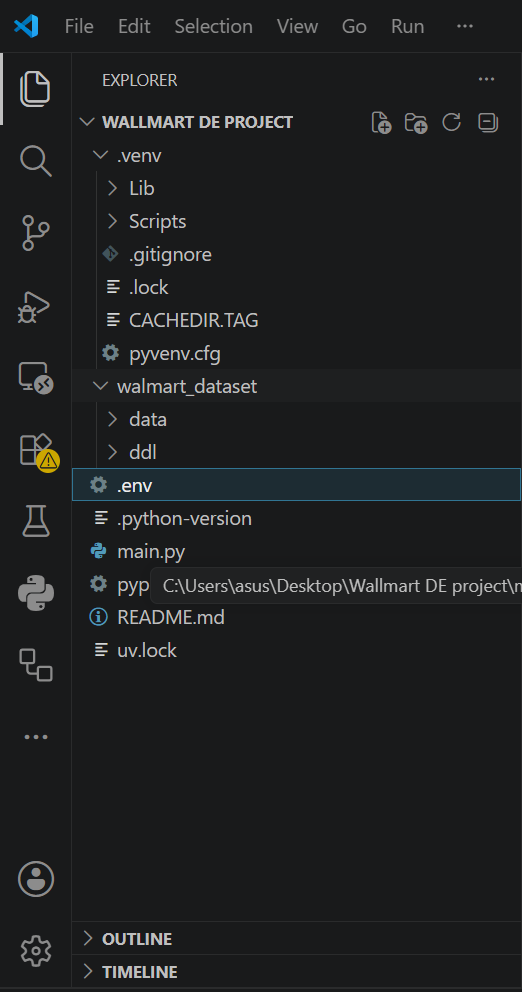 File Edit Selection View Go Run ...
EXPLORER ...
WALLMART DE PROJECT
.venv
Lib
Scripts
.gitignore
.lock
CACHEDIR.TAG
pyvenv.cfg
walmart_dataset
data
ddl
.env
.python-version
main.py
pyp
C:\Users\asus\Desktop\Wallmart DE project\m
README.md
uv.lock
OUTLINE
TIMELINE